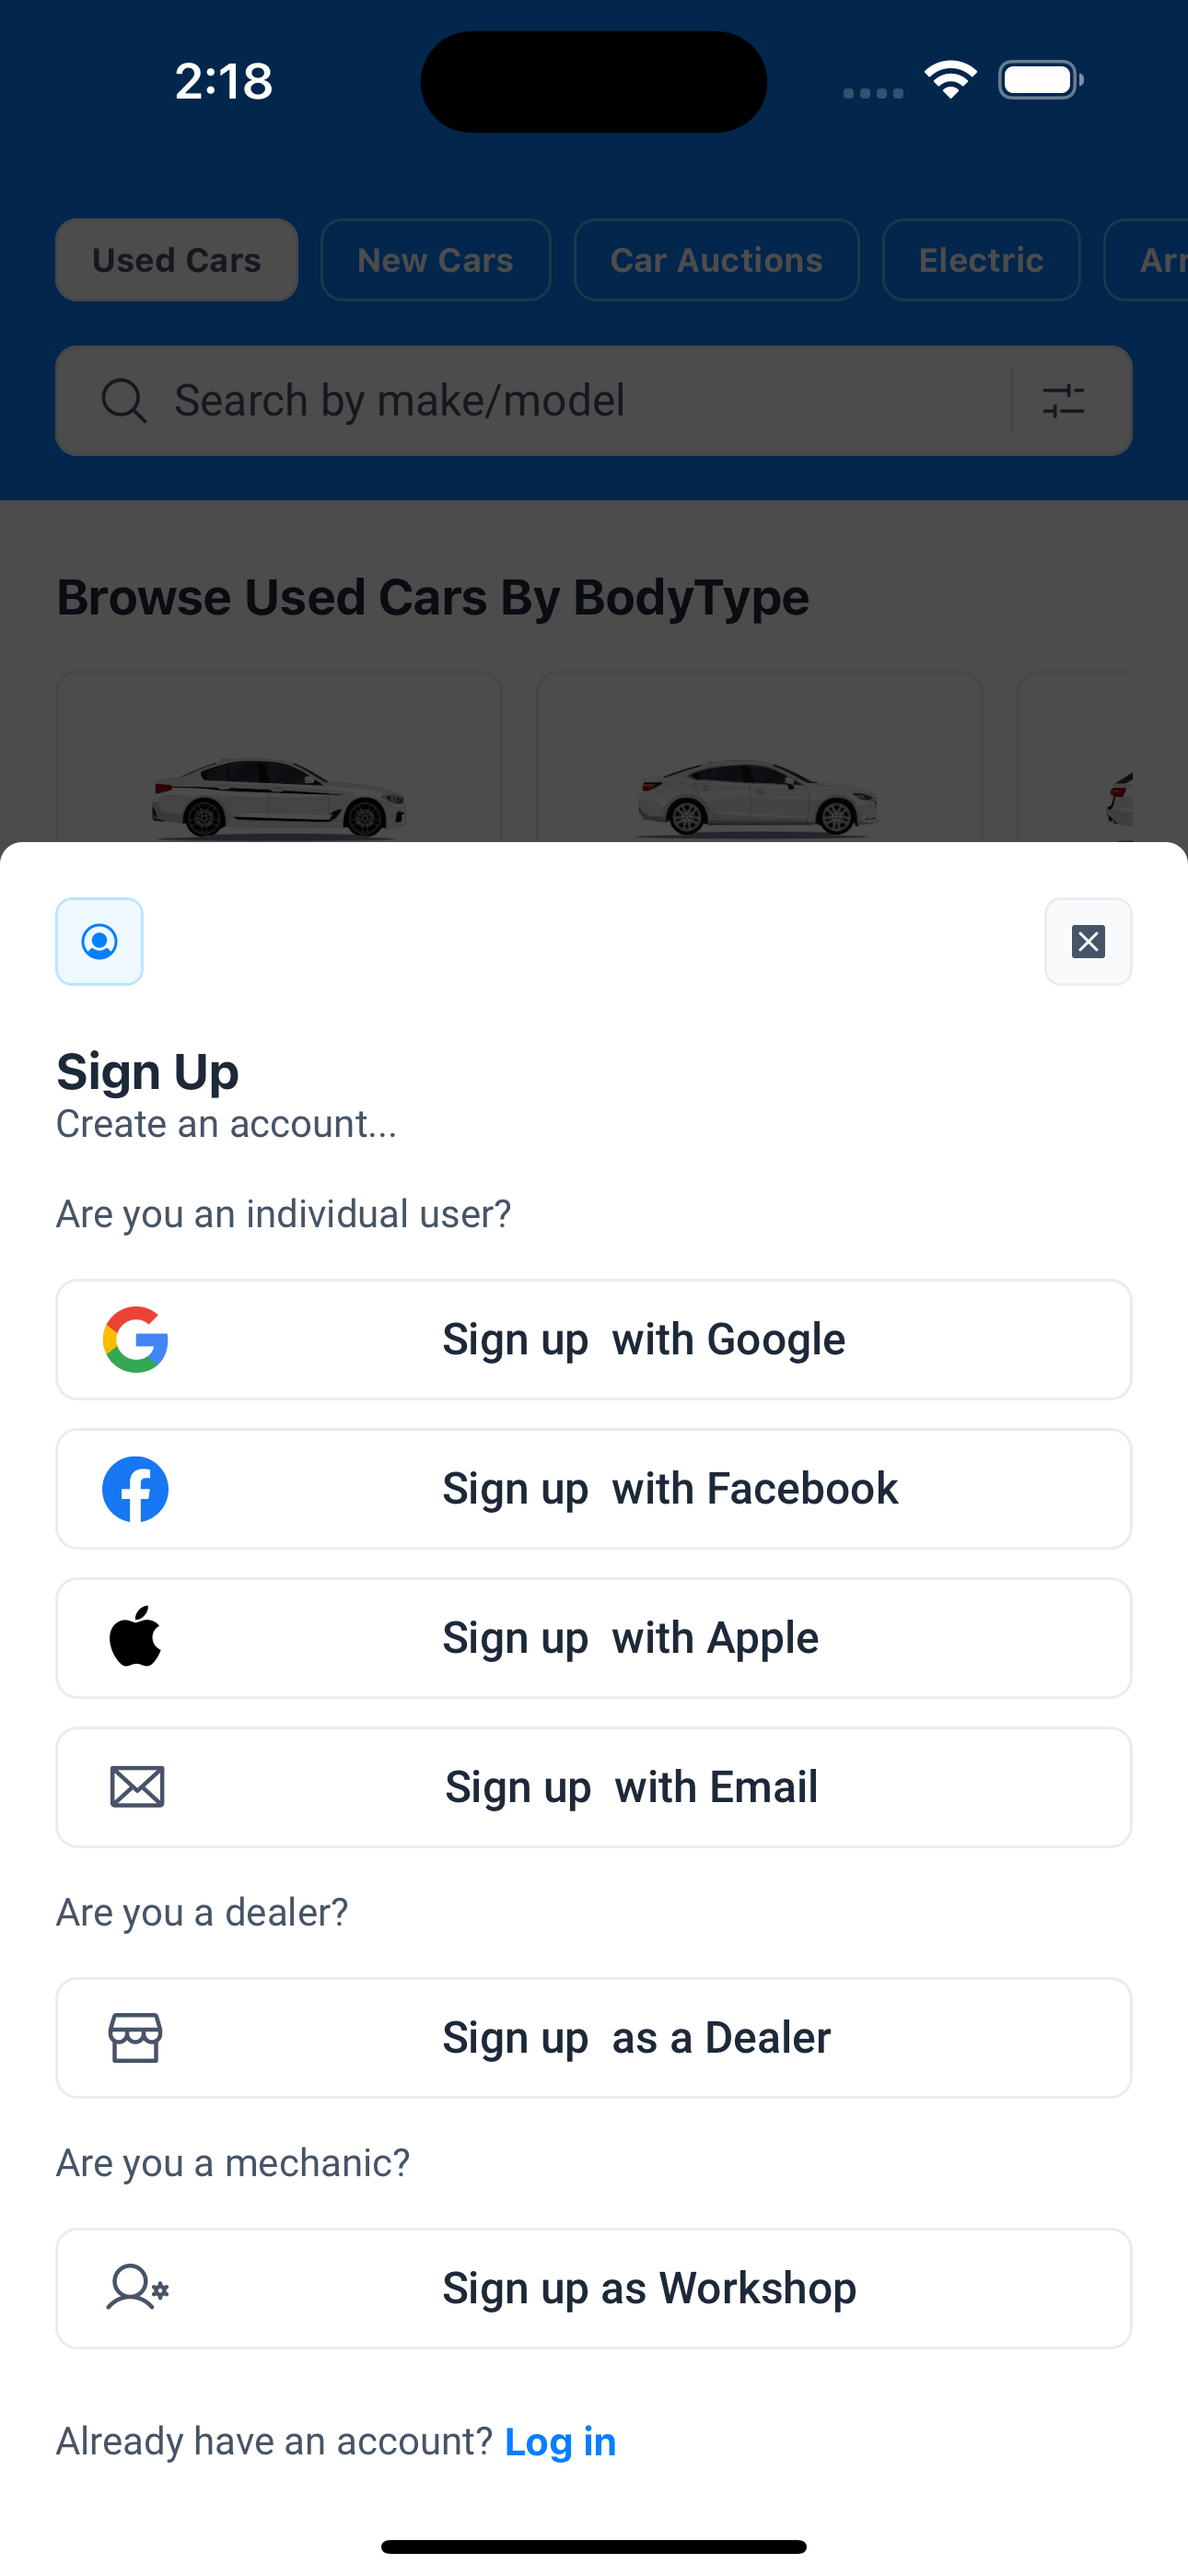 2:18
Used Cars New Cars Car Auctions Electric
Search by make/model
Browse Used Cars By BodyType
Sign Up
Create an account...
Are you an individual user?
Sign up  with Google
Sign up  with Facebook
Sign up  with Apple
Sign up  with Email
Are you a dealer?
Sign up  as a Dealer
Are you a mechanic?
Sign up as Workshop
Already have an account? Log in